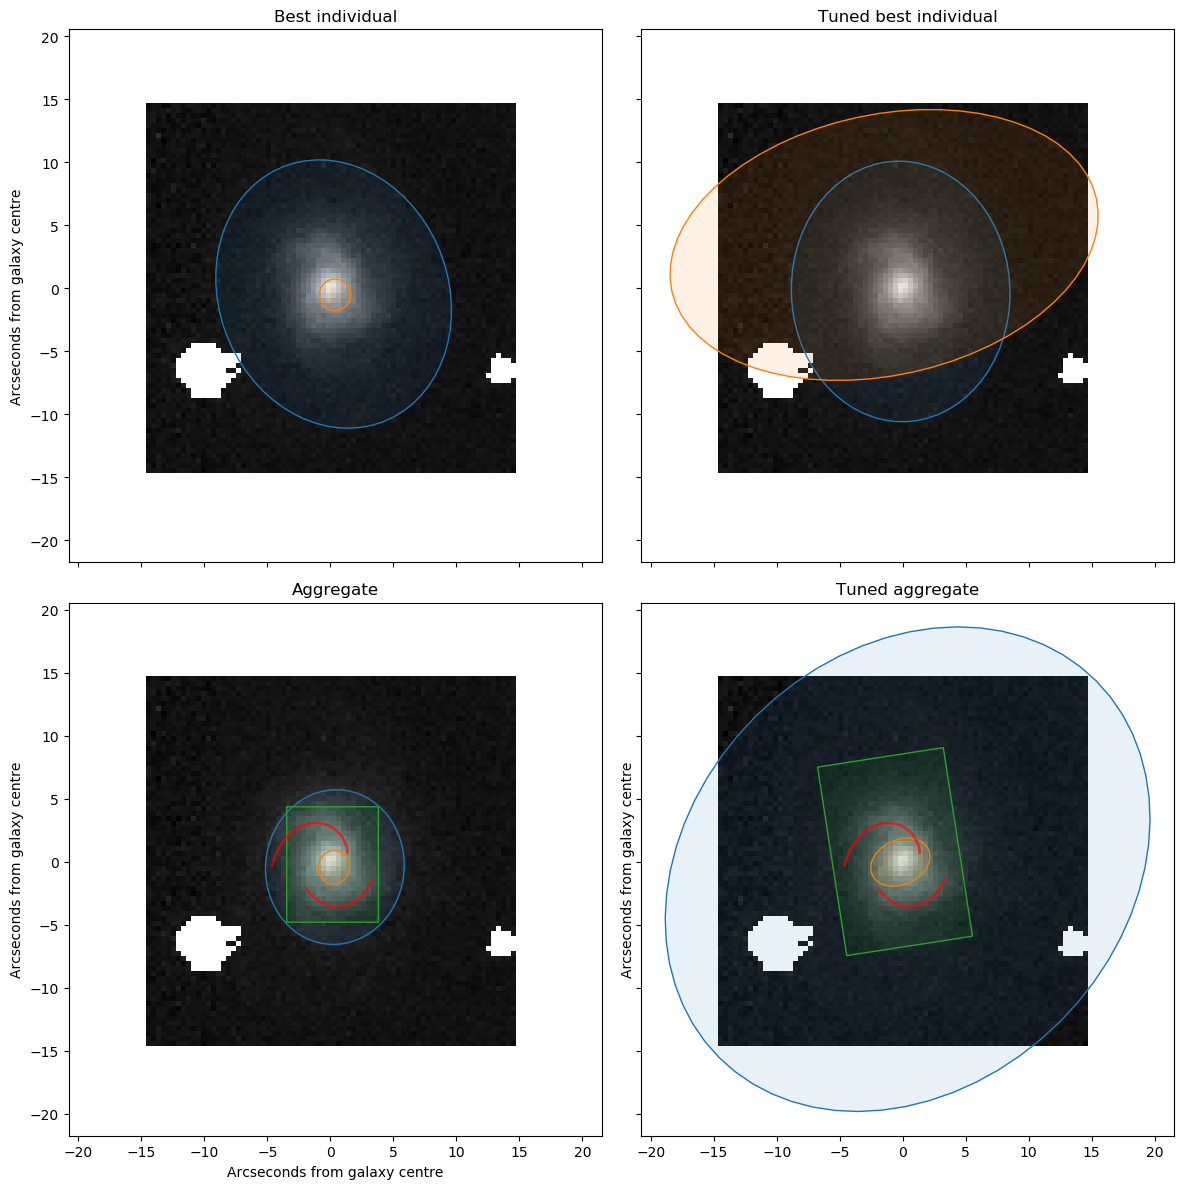 Best individual
Tuned best individual
20
15
10
5
0
−5
−10
−15
−20
Arcseconds from galaxy centre
Aggregate
Tuned aggregate
20
15
10
5
0
−5
−10
−15
−20
Arcseconds from galaxy centre
Arcseconds from galaxy centre
−20 −15 −10 −5 0 5 10 15 20
−20 −15 −10 −5 0 5 10 15 20
Arcseconds from galaxy centre